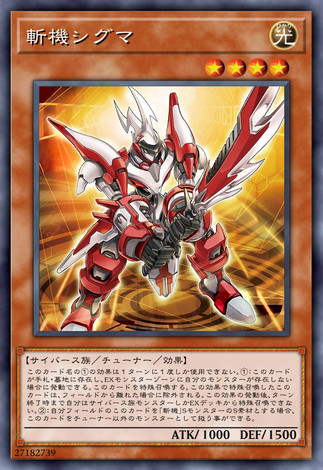 斬機シグマ
光
【サイバース族／チューナー／効果】
このカード名の①の効果は１ターンに１度しか使用できない。①：このカード
が手札・墓地に存在し、EXモンスターゾーンに自分のモンスターが存在しない
場合に発動できる。このカードを特殊召喚する。この効果で特殊召喚したこの
カードは、フィールドから離れた場合に除外される。この効果の発動後、ターン
終了時まで自分はサイバース族モンスターしかEXデッキから特殊召喚できな
い。②：自分フィールドのこのカードを「斬機」Sモンスターの S素材とする場合、
このカードをチューナー以外のモンスターとして扱う事ができる。
ATK/ 1000 DEF/1500
27182739